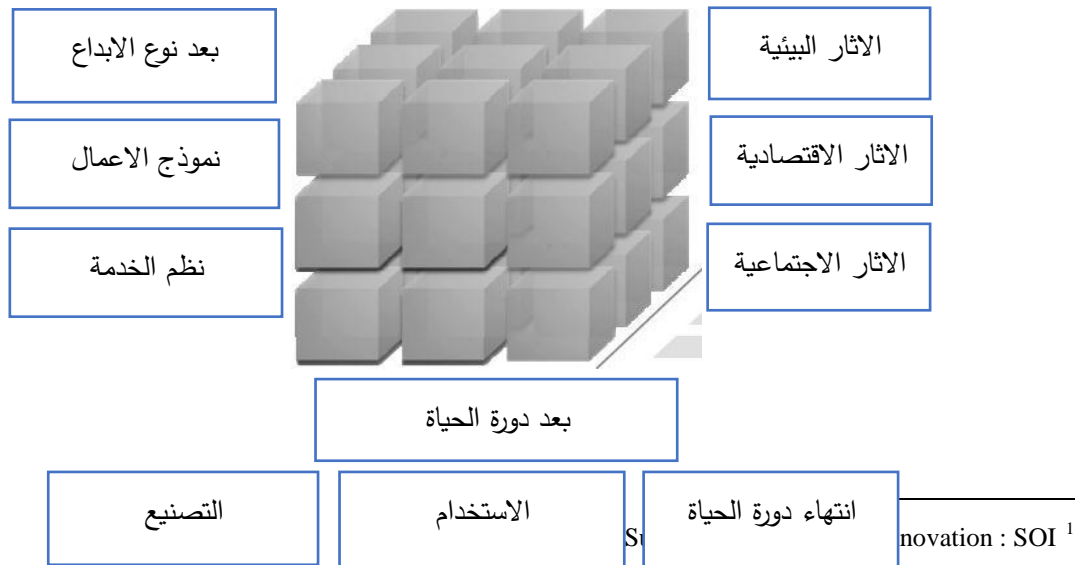 بعد نوع الابداع
نموذج الاعمال
نظم الخدمة
الاثار البيئية
الاثار الاقتصادية
الاثار الاجتماعية
بعد دورة الحياة
التصنيع
الاستخدام
انتهاء دورة الحياة
novation : SOI 1